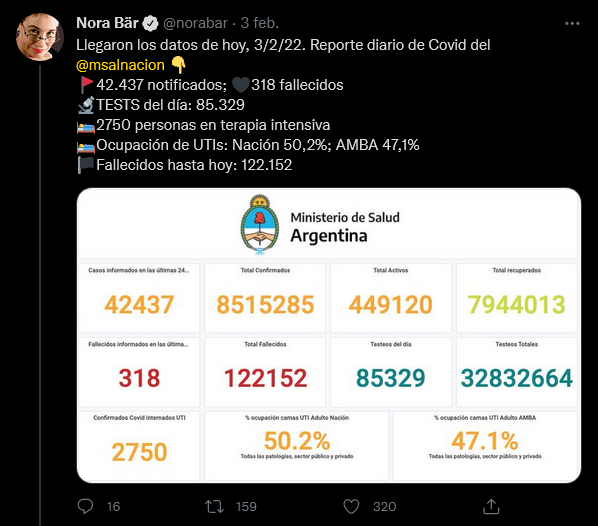 Nora Bär @norabar · 3 feb.
Llegaron los datos de hoy, 3/2/22. Reporte diario de Covid del
@msalnacion 👇
🚩42.437 notificados; 🖤318 fallecidos
🔬TESTS del día: 85.329
🛌2750 personas en terapia intensiva
🛌Ocupación de UTIs: Nación 50,2%; AMBA 47,1%
🏴Fallecidos hasta hoy: 122.152
Ministerio de Salud
Argentina
Casos informados en las últimas 24...
Total Confirmados
Total Activos
Total recuperados
42437
8515285
449120
7944013
Fallecidos informados en las última...
Total Fallecidos
Testeos del día
Testeos Totales
318
122152
85329
32832664
Confirmados Covid internados UTI
% ocupación camas UTI Adulto Nación
% ocupación camas UTI Adulto AMBA
2750
50.2%
47.1%
Todas las patologías, sector público y privado
Todas las patologías, sector público y privado
16
159
320